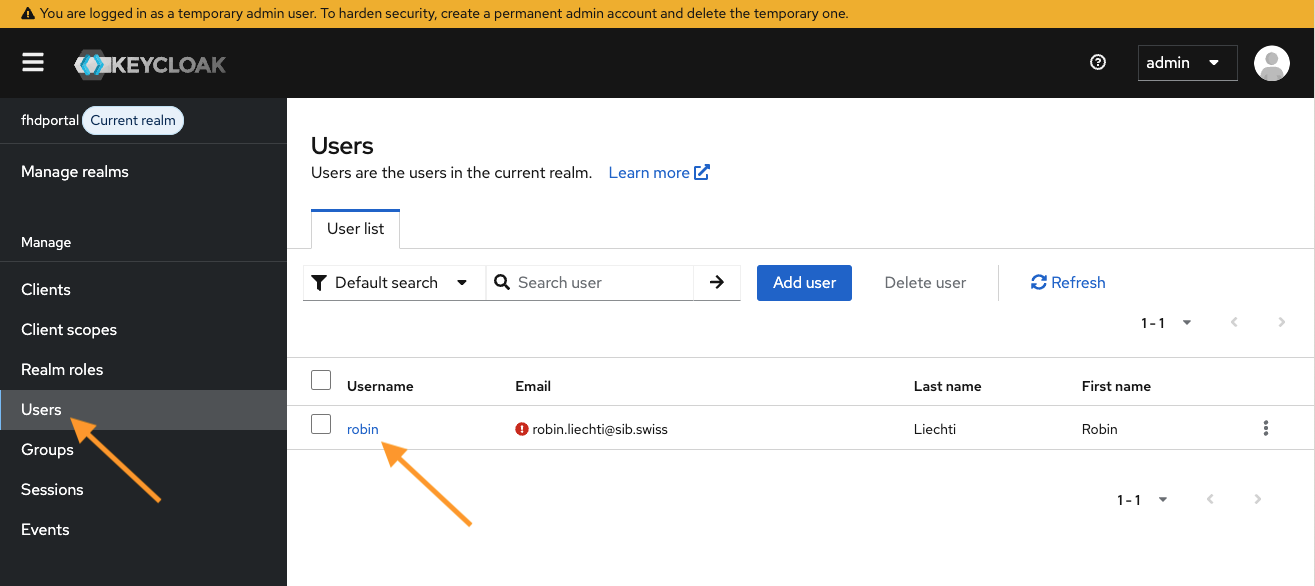 You are logged in as a temporary admin user. To harden security, create a permanent admin account and delete the temporary one.
KEYCLOAK
admin
fhdportal Current realm
Manage realms
Manage
Clients
Client scopes
Realm roles
Users
Groups
Sessions
Events
Users
Users are the users in the current realm. Learn more
User list
Default search Search user Add user Delete user Refresh
1 - 1
Username Email Last name First name
robin robin.liechti@sib.swiss Liechti Robin
1 - 1